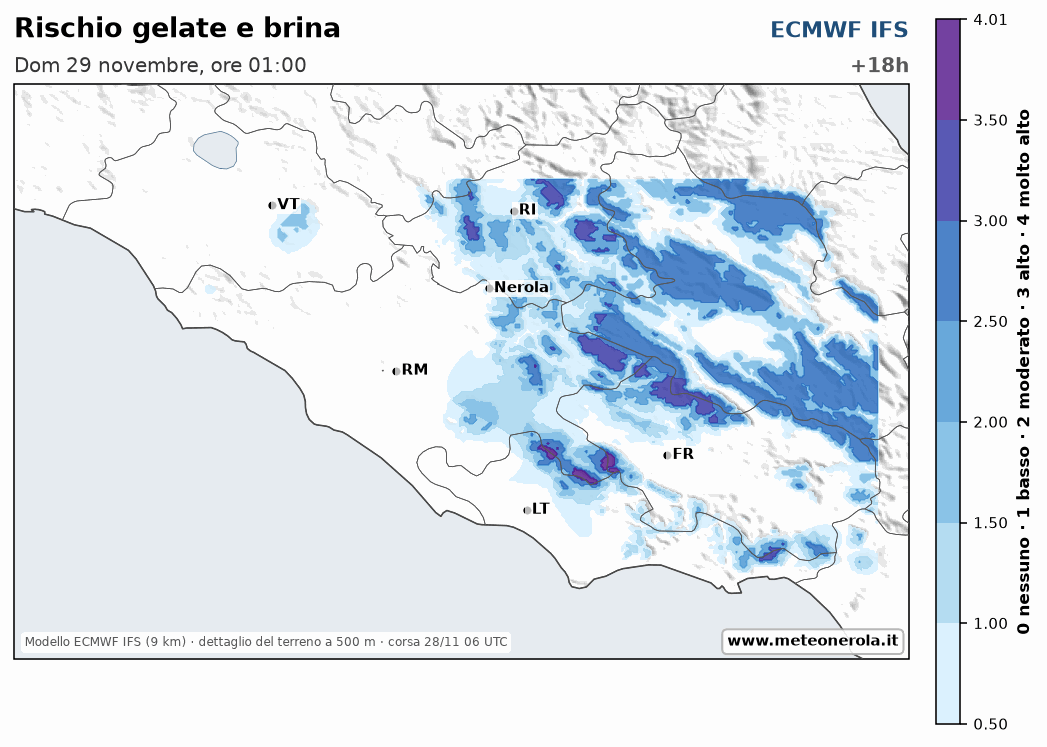 Rischio gelate e brina
ECMWF IFS
Dom 29 novembre, ore 01:00
+18h
VT
RI
Nerola
RM
FR
LT
Modello ECMWF IFS (9 km) · dettaglio del terreno a 500 m · corsa 28/11 06 UTC
www.meteonerola.it
4.01
3.50
3.00
2.50
2.00
1.50
1.00
0.50
0 nessuno · 1 basso · 2 moderato · 3 alto · 4 molto alto